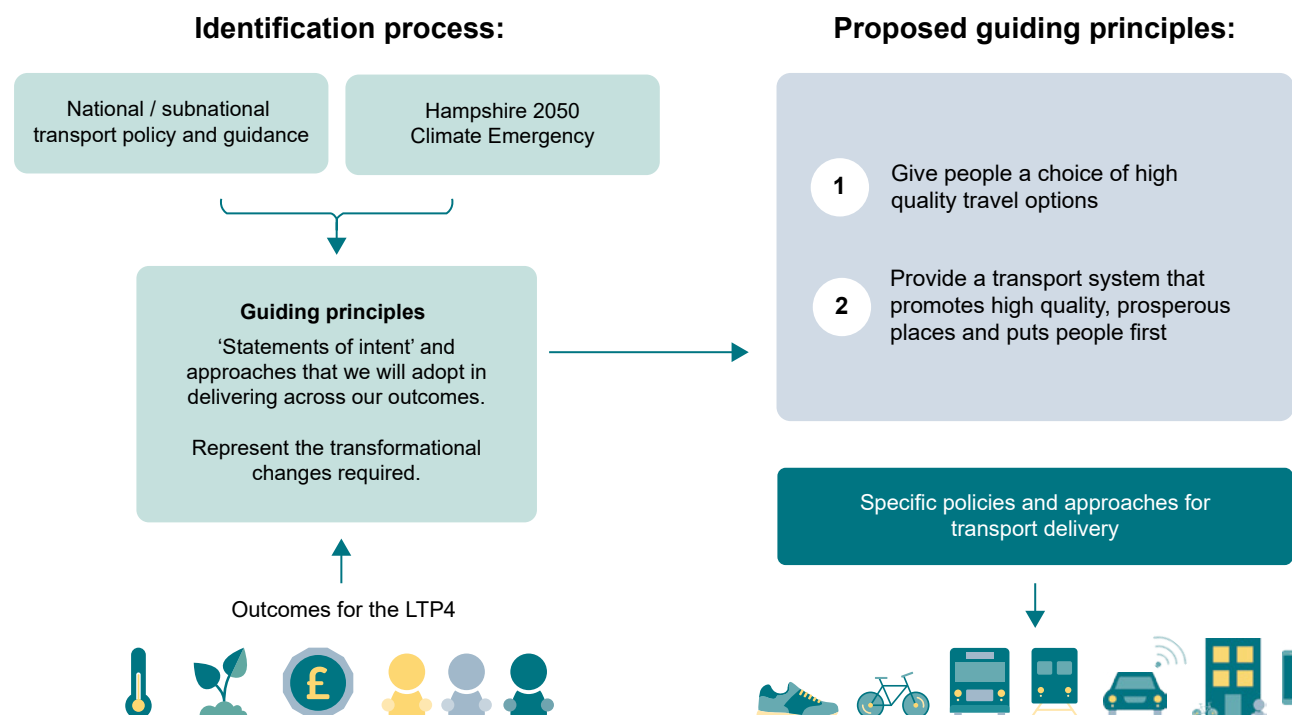 Identification process:
National / subnational
transport policy and guidance
Hampshire 2050
Climate Emergency
Guiding principles
‘Statements of intent’ and
approaches that we will adopt in
delivering across our outcomes.
Represent the transformational
changes required.
Outcomes for the LTP4
£
Proposed guiding principles:
1
Give people a choice of high
quality travel options
2
Provide a transport system that
promotes high quality, prosperous
places and puts people first
Specific policies and approaches for
transport delivery